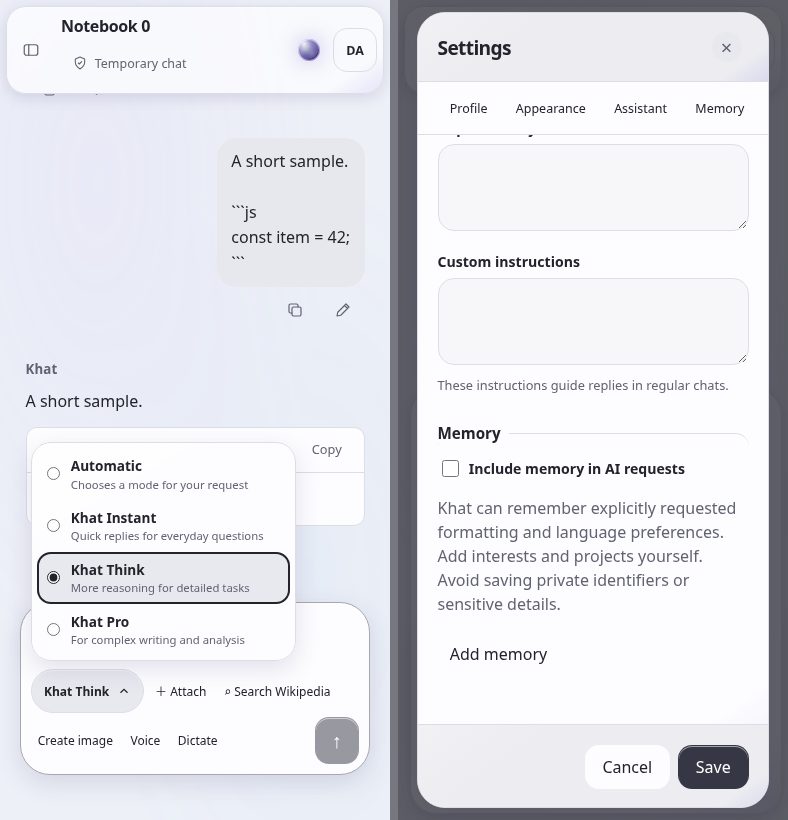 Notebook 0
Temporary chat
DA
A short sample.
```js
const item = 42;
```
Khat
A short sample.
Copy
Automatic
Chooses a mode for your request
Khat Instant
Quick replies for everyday questions
Khat Think
More reasoning for detailed tasks
Khat Pro
For complex writing and analysis
Khat Think
+ Attach
Search Wikipedia
Create image
Voice
Dictate
Settings
Profile
Appearance
Assistant
Memory
Custom instructions
These instructions guide replies in regular chats.
Memory
Include memory in AI requests
Khat can remember explicitly requested
formatting and language preferences.
Add interests and projects yourself.
Avoid saving private identifiers or
sensitive details.
Add memory
Cancel
Save